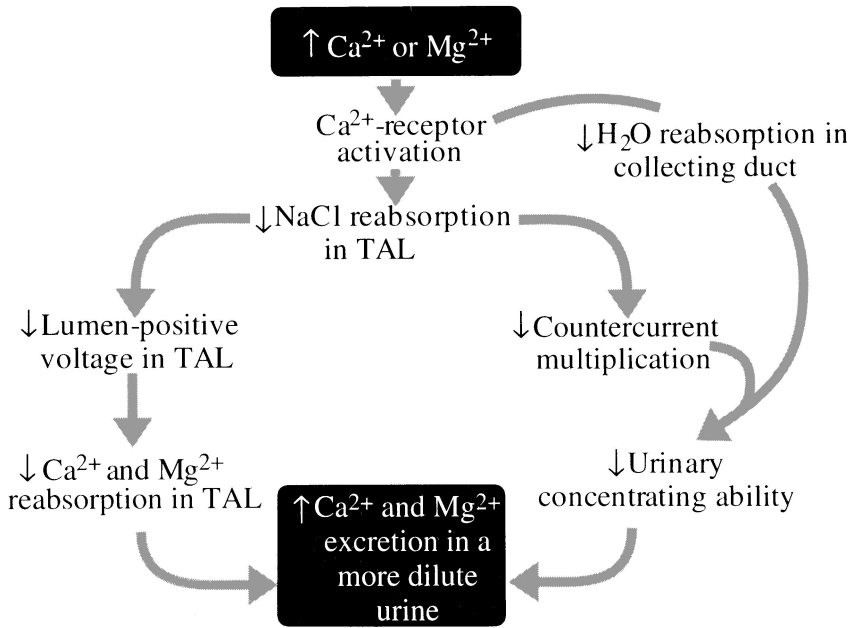 ↑ Ca²⁺ or Mg²⁺
Ca²⁺-receptor
activation
↓H₂O reabsorption in
collecting duct
↓NaCl reabsorption
in TAL
↓Lumen-positive
voltage in TAL
↓Countercurrent
multiplication
↓Ca²⁺ and Mg²⁺
reabsorption in TAL
↓Urinary
concentrating ability
↑Ca²⁺ and Mg²⁺
excretion in a
more dilute
urine